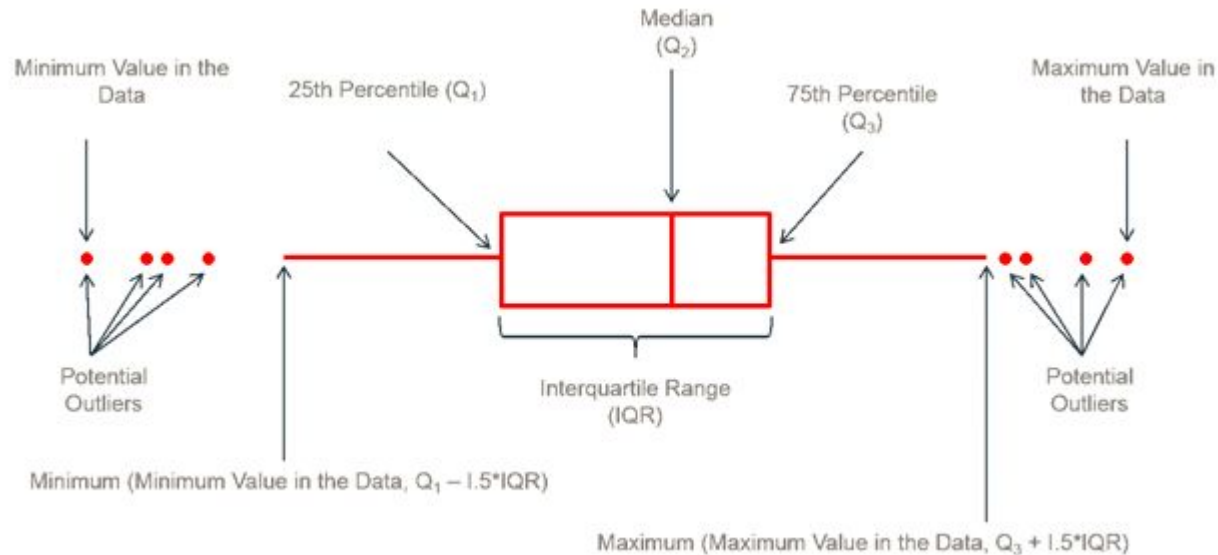 Median
(Q₂)
Minimum Value in the
Data
25th Percentile (Q₁)
75th Percentile
(Q₃)
Maximum Value in
the Data
Potential
Outliers
Interquartile Range
(IQR)
Potential
Outliers
Minimum (Minimum Value in the Data, Q₁ – I.5*IQR)
Maximum (Maximum Value in the Data, Q₃ + I.5*IQR)